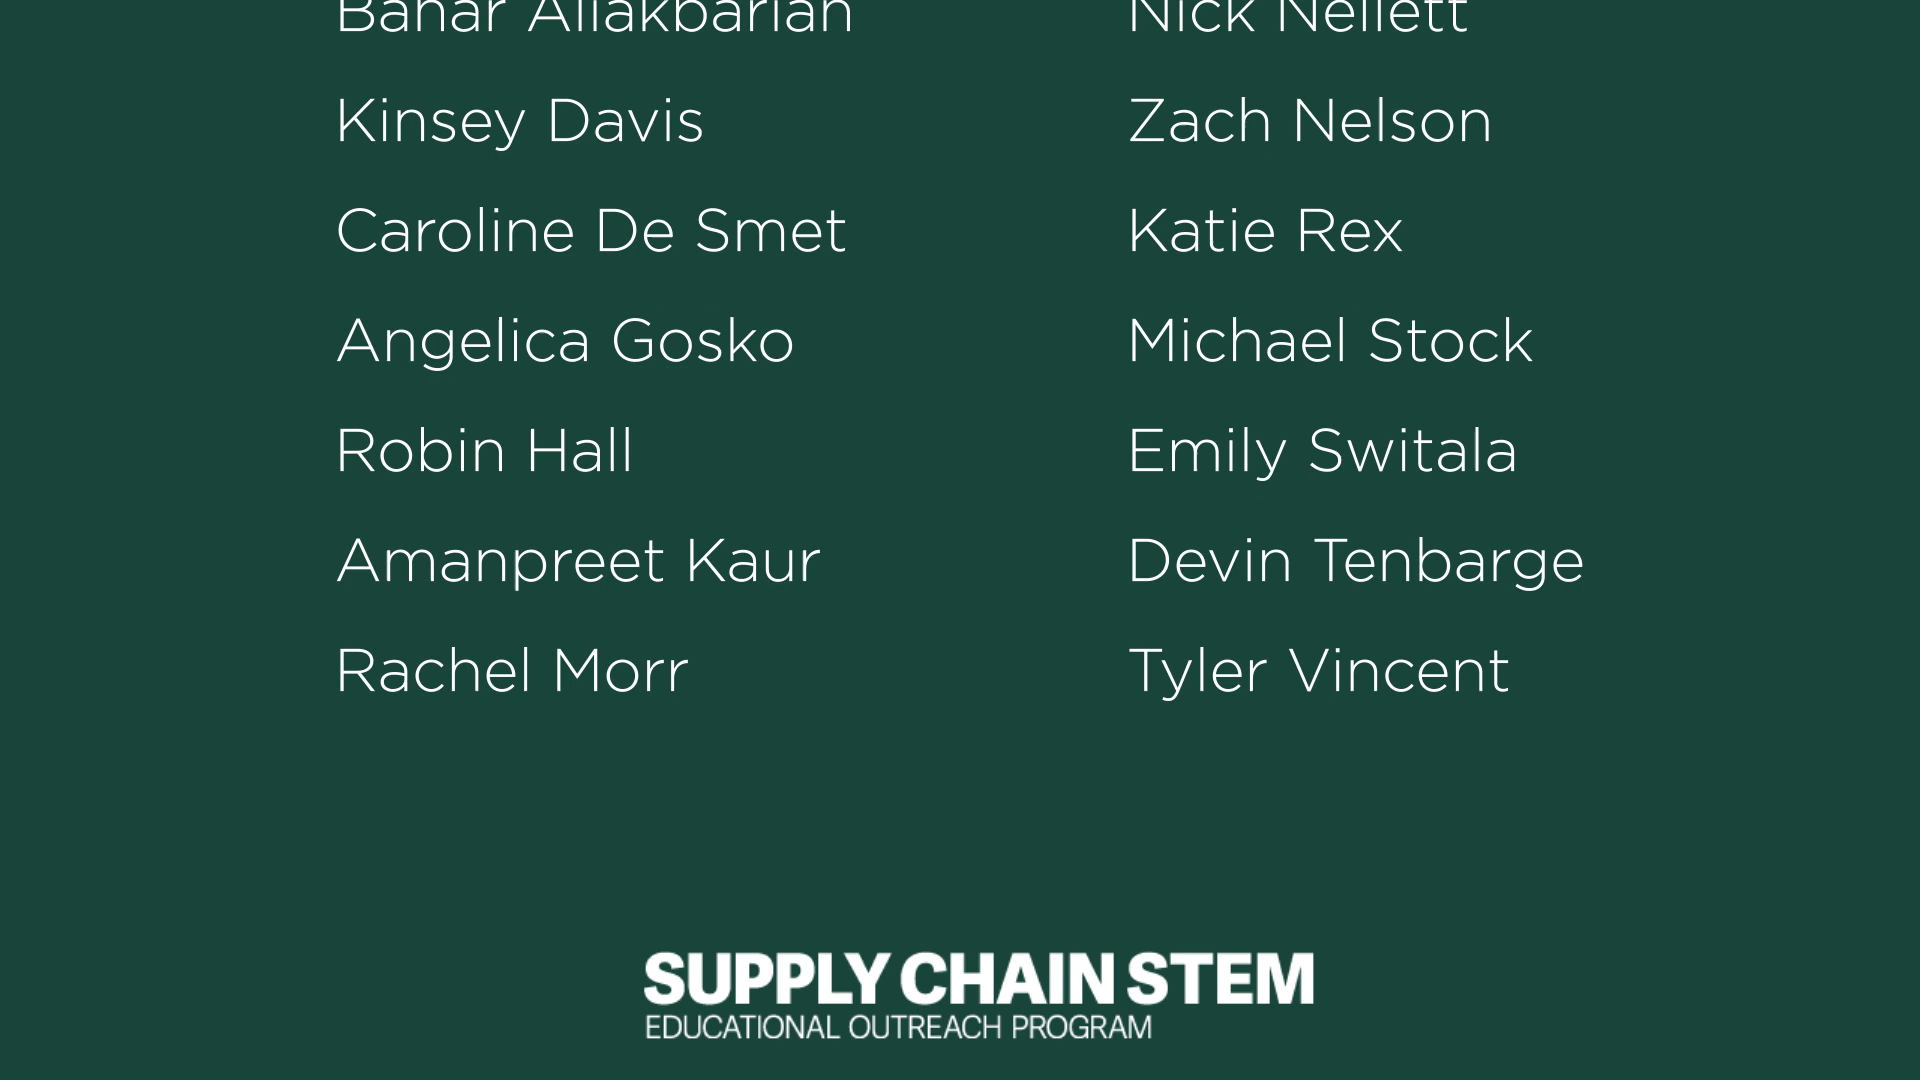 Bahar Aliakbarian
Kinsey Davis
Caroline De Smet
Angelica Gosko
Robin Hall
Amanpreet Kaur
Rachel Morr
Nick Nellett
Zach Nelson
Katie Rex
Michael Stock
Emily Switala
Devin Tenbarge
Tyler Vincent
SUPPLY CHAIN STEM
EDUCATIONAL OUTREACH PROGRAM